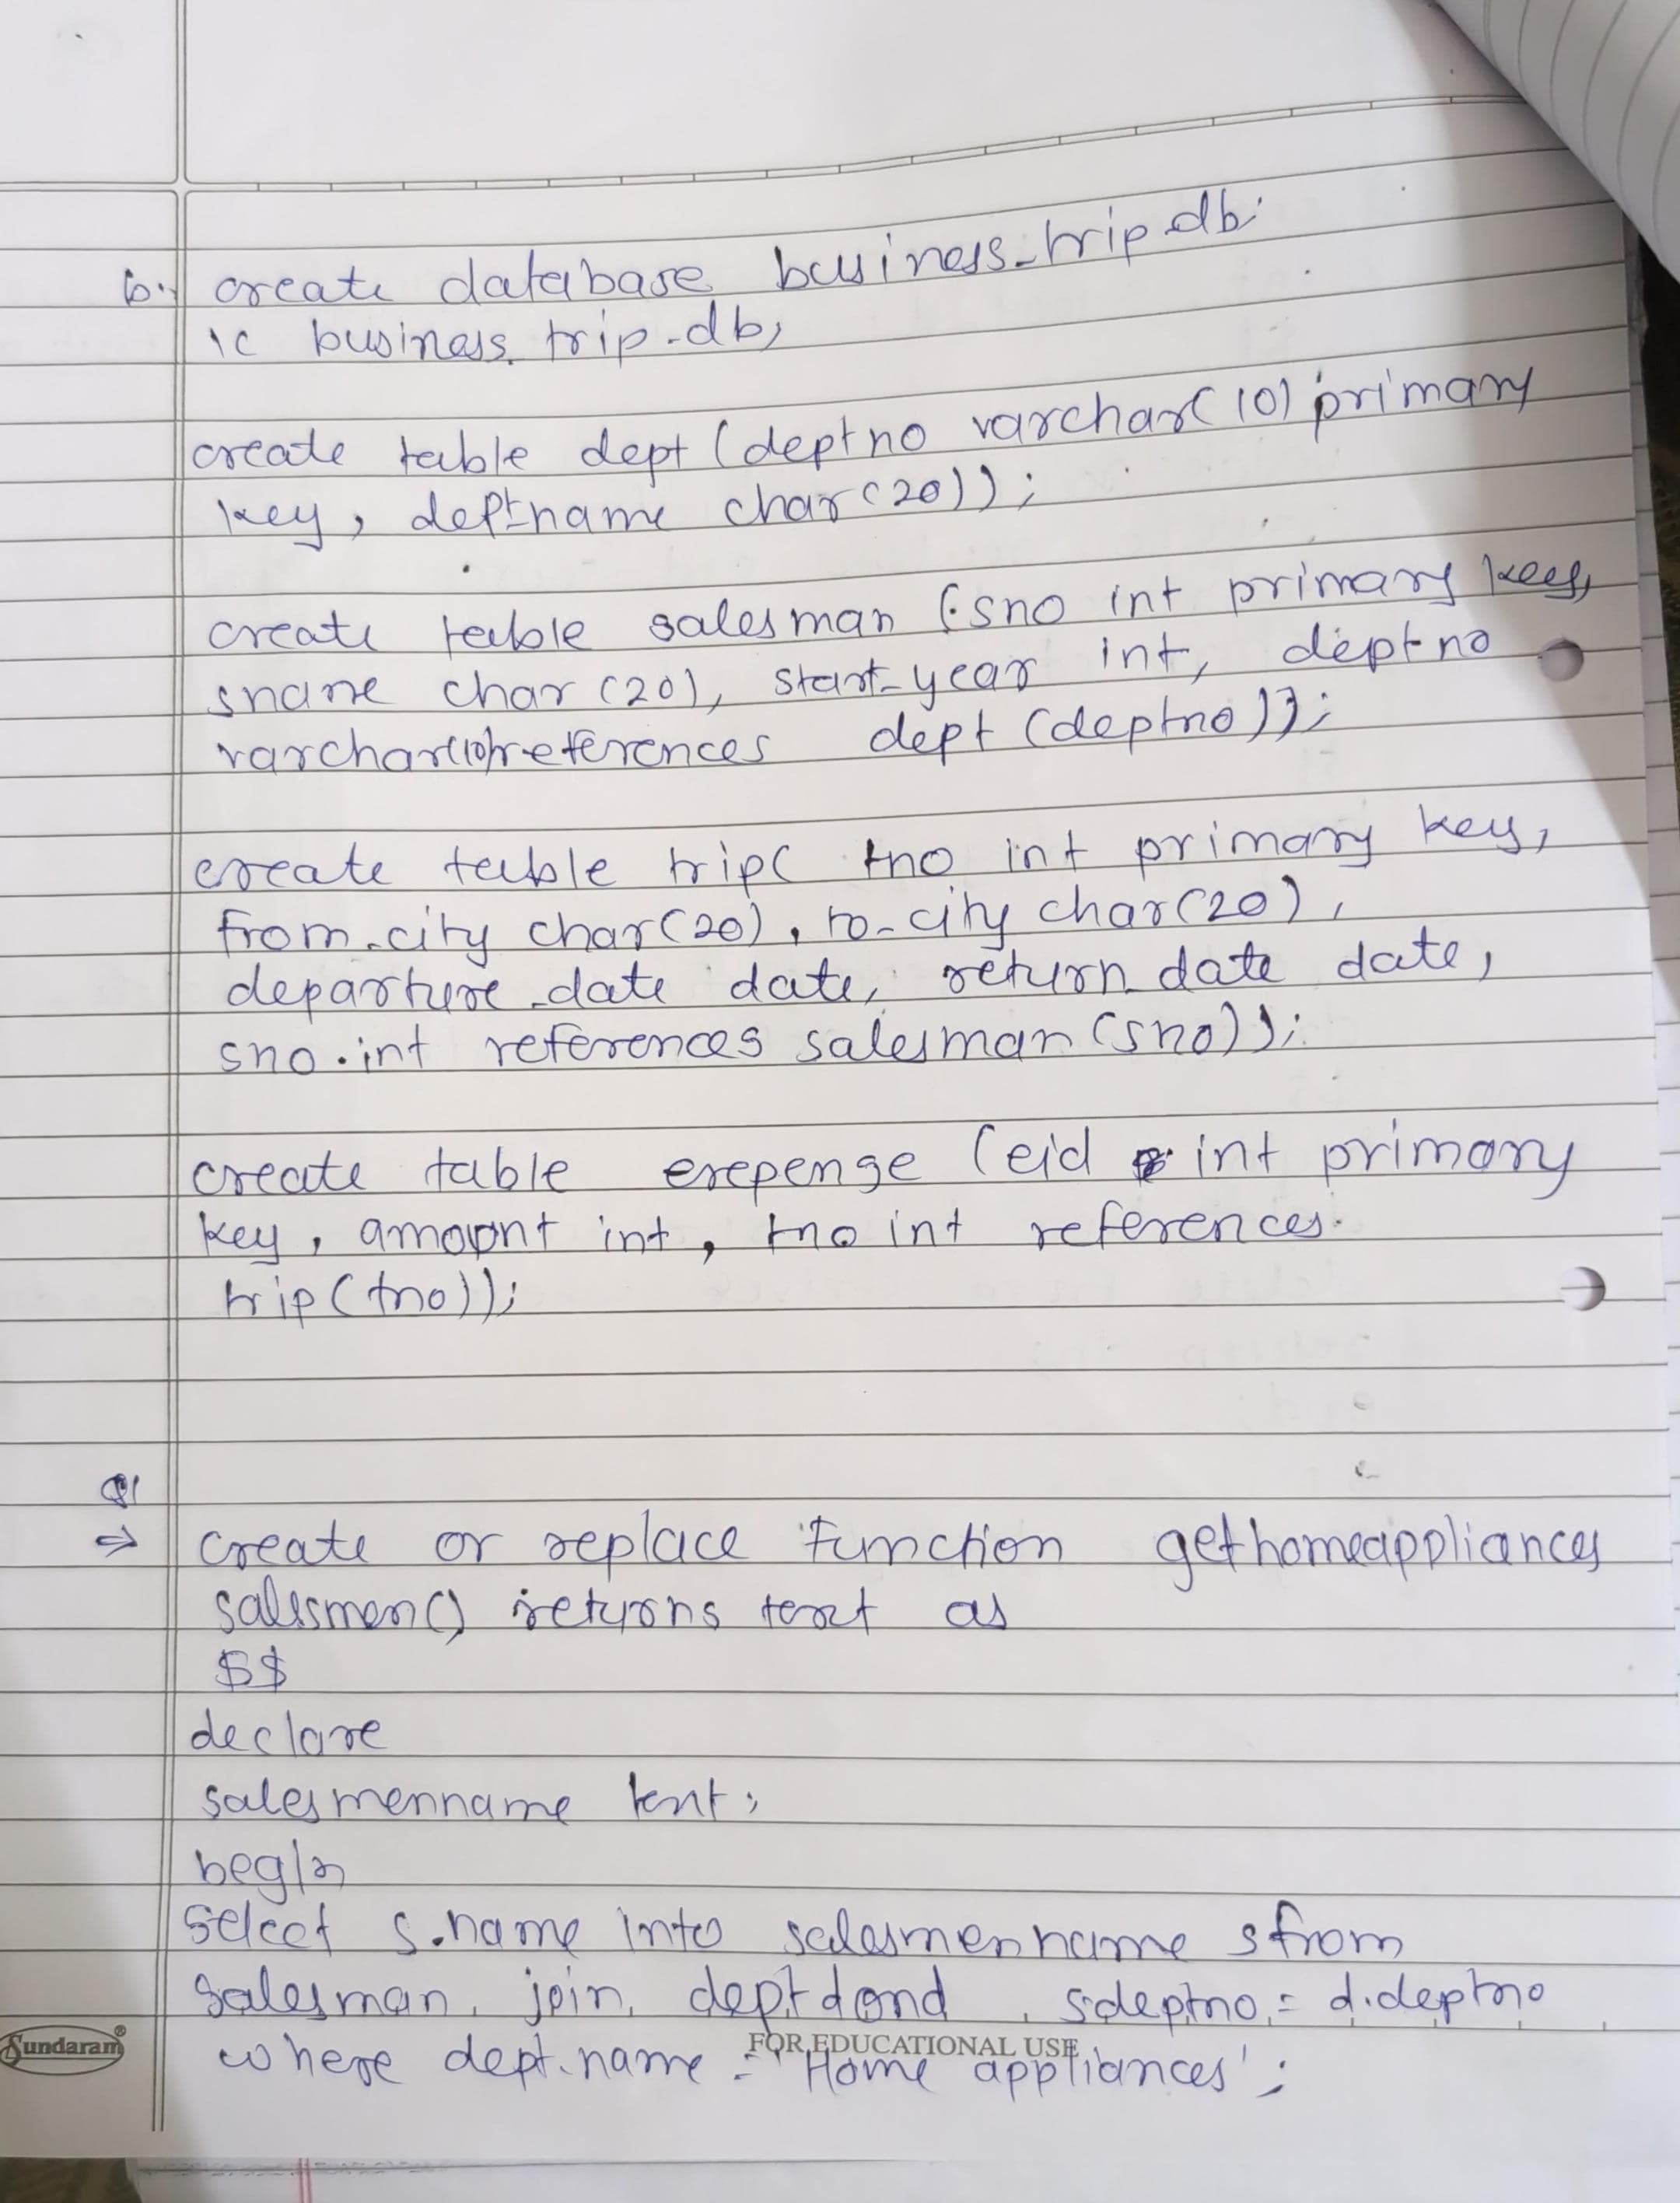 b. create database business_trip_db.
\c business_trip_db;
create table dept (deptno varchar(10) primary
key, deptname char(20));
create table salesman (sno int primary key,
sname char (20), start_year int, deptno
varchar(10) references dept (deptno));
create table trip( tno int primary key,
from_city char(20), to_city char(20),
departure_date date, return_date date,
sno int references salesman (sno));
create table expense (eid int primary
key, amount int, tno int references
trip (tno));
Q1
⇒ create or replace function gethomeappliances
salesmen() returns text as
$$
declare
salesmenname text;
begin
select s.name into salesmenname s from
salesman join dept d ond s.deptno = d.deptno
where dept.name = 'Home appliances';
Sundaram®
FOR EDUCATIONAL USE